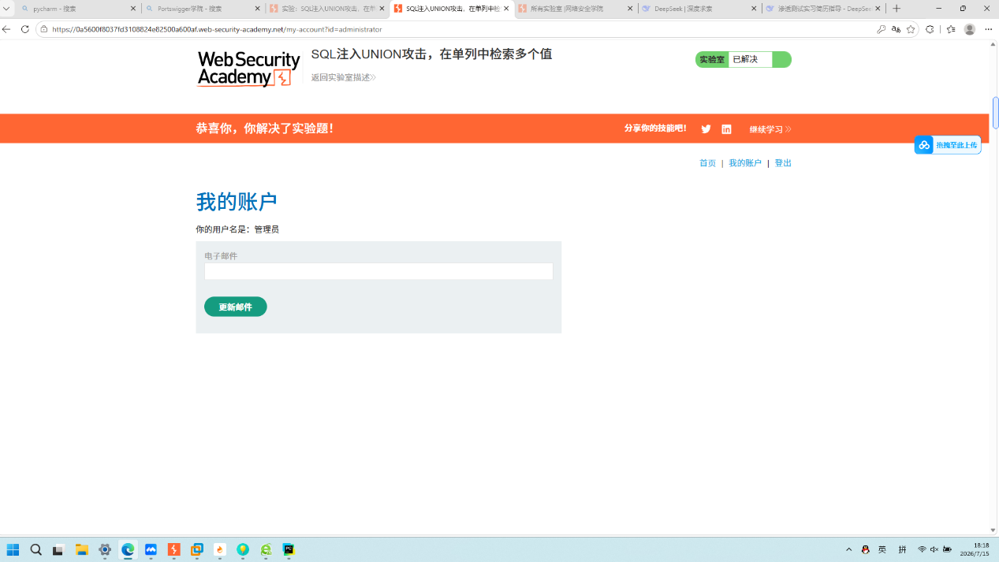 pycharm - 搜索
Portswigger学院 - 搜索
实验：SQL注入UNION攻击，在单
SQL注入UNION攻击，在单列中检
所有实验室 |网络安全学院
DeepSeek | 深度求索
渗透测试实习简历指导 - DeepSee
https://0a5600f8037fd3108824e82500a600af.web-security-academy.net/my-account?id=administrator
WebSecurity
Academy
SQL注入UNION攻击，在单列中检索多个值
返回实验室描述
实验室 已解决
恭喜你，你解决了实验题！
分享你的技能吧！
继续学习
拖拽至此上传
首页 | 我的账户 | 登出
我的账户
你的用户名是：管理员
电子邮件
更新邮件
英
拼
18:18
2026/7/15